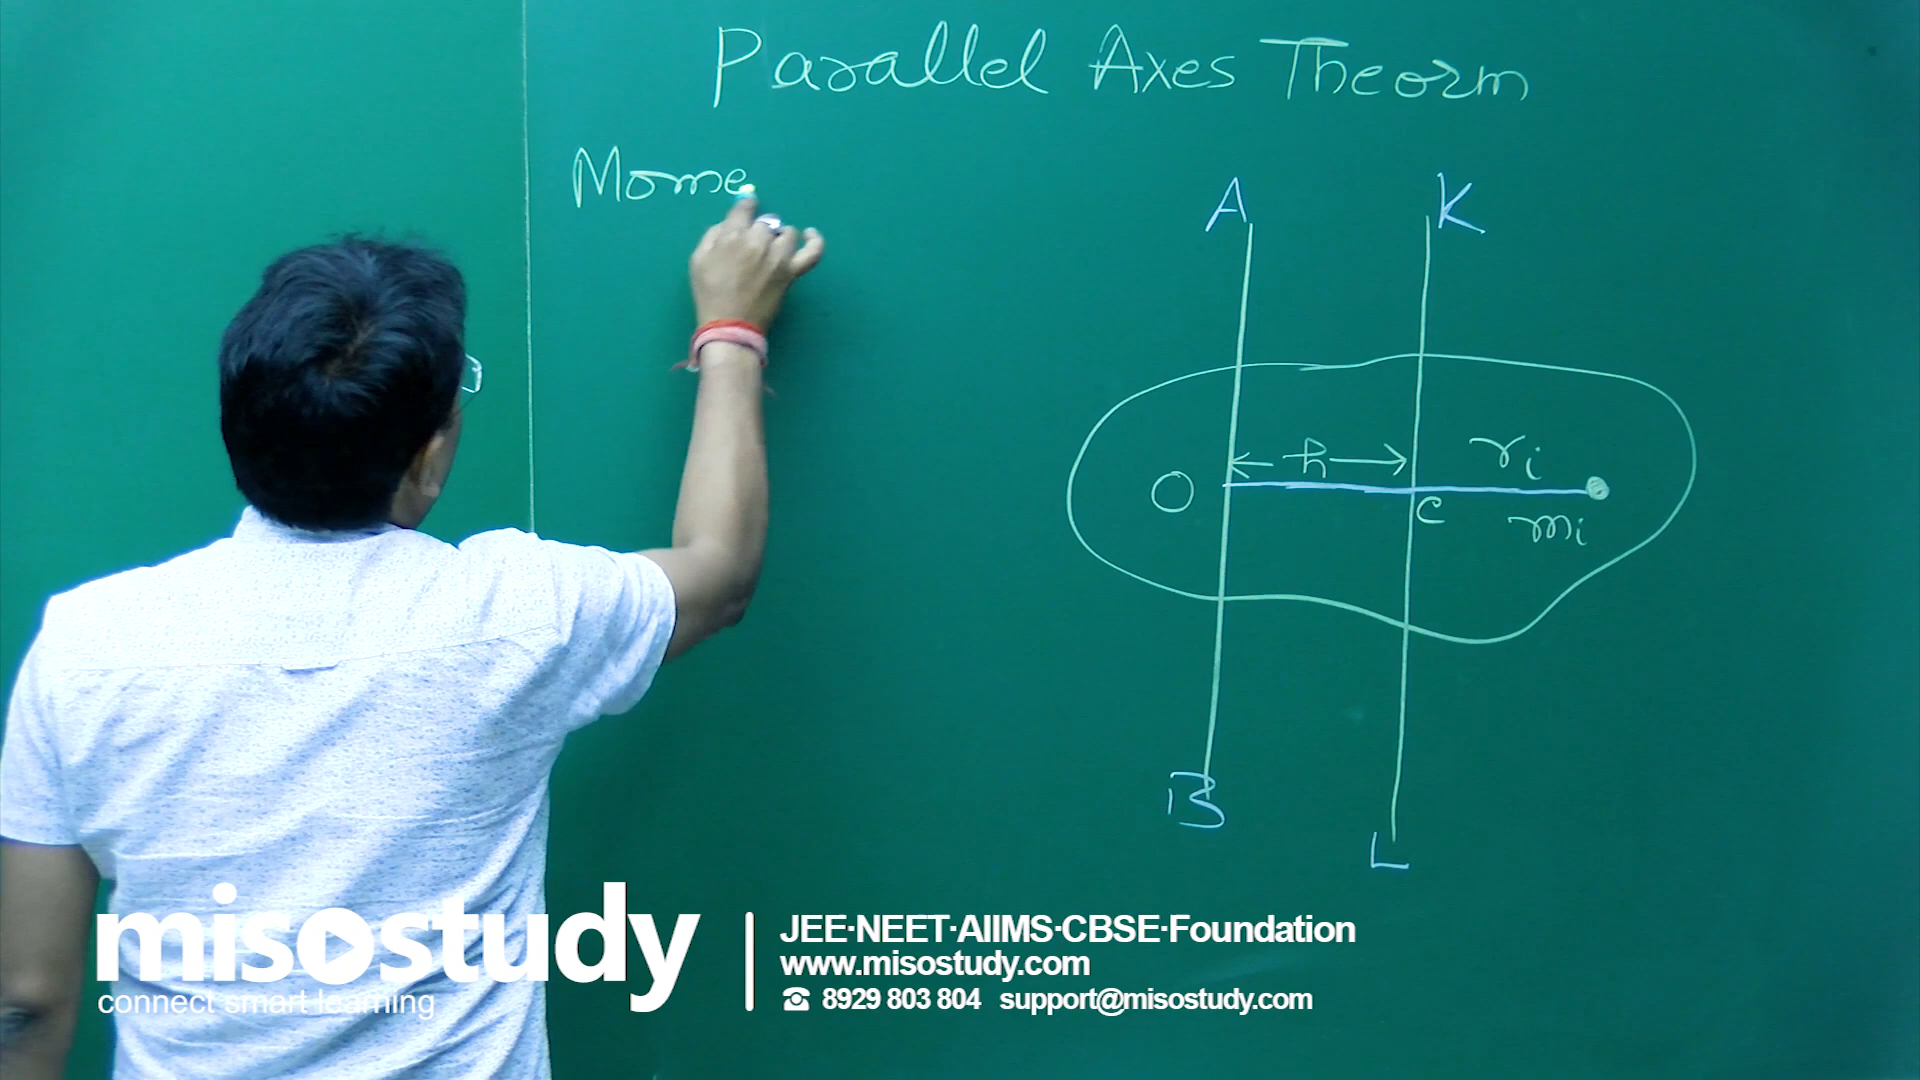 Parallel Axes Theorm
Mome
A
K
h
ri
O
C
mi
B
L
misostudy
connect smart learning
JEE·NEET·AIIMS·CBSE·Foundation
www.misostudy.com
☎ 8929 803 804 support@misostudy.com